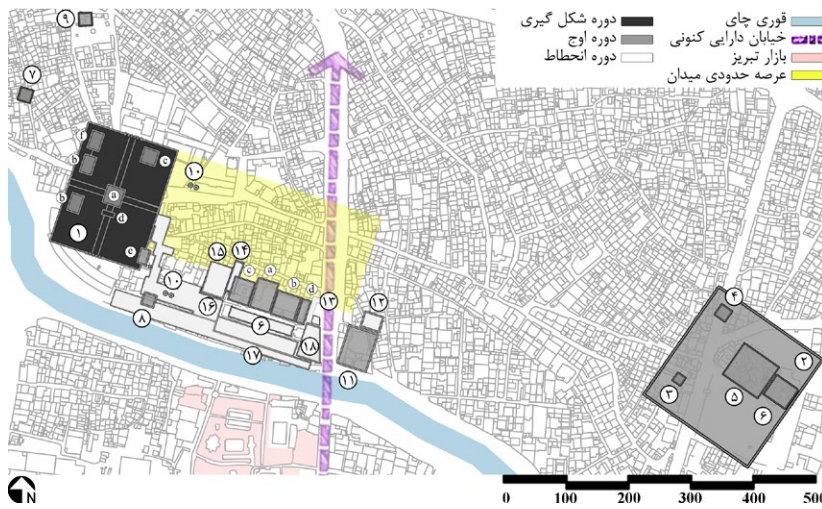 قوری چای
خیابان دارایی کنونی
بازار تبریز
عرصه حدودی میدان
دوره شکل گیری
دوره اوج
دوره انحطاط
۹
۷
f
b
c
۱۰
b
a
۱
d
e
۱۵
۱۴
c
a
b
d
۱۰
۱۶
۱۳
۱۲
۸
۶
۱۸
۱۷
۱۱
۴
۲
۳
۵
۶
N
0 100 200 300 400 500